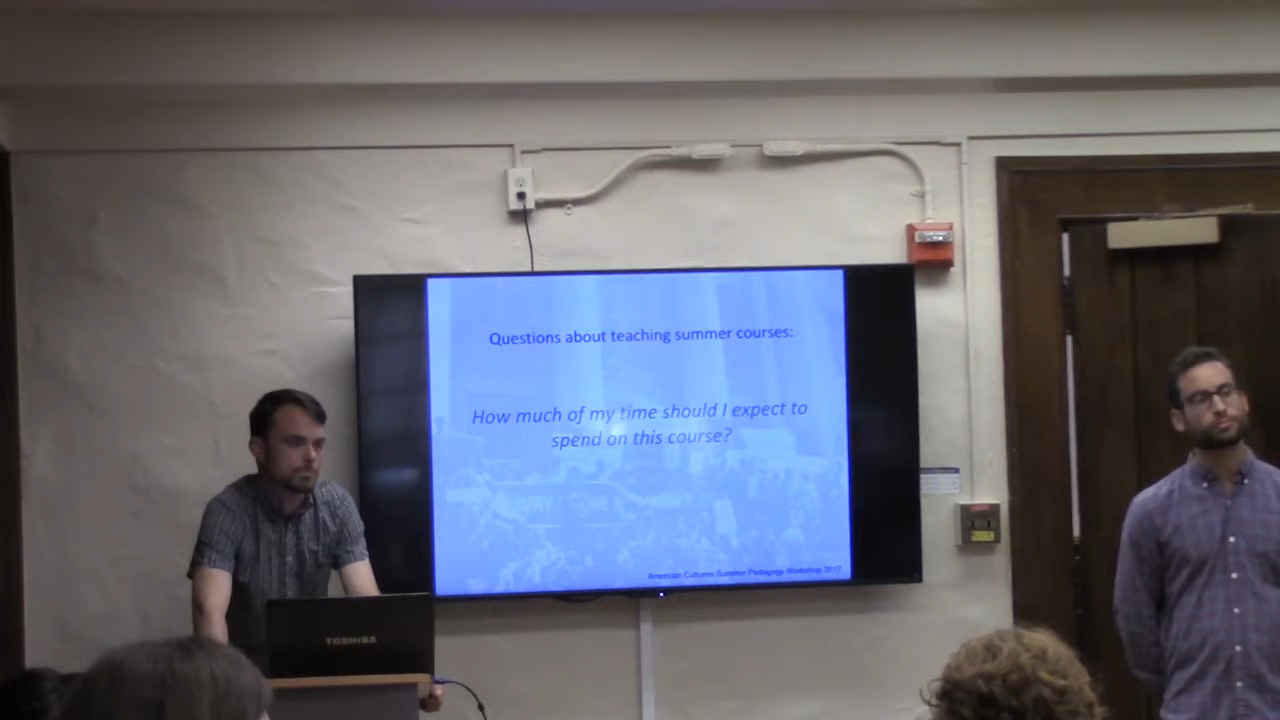 Questions about teaching summer courses:
How much of my time should I expect to
spend on this course?
American Cultures Summer Pedagogy Workshop 2017
TOSHIBA